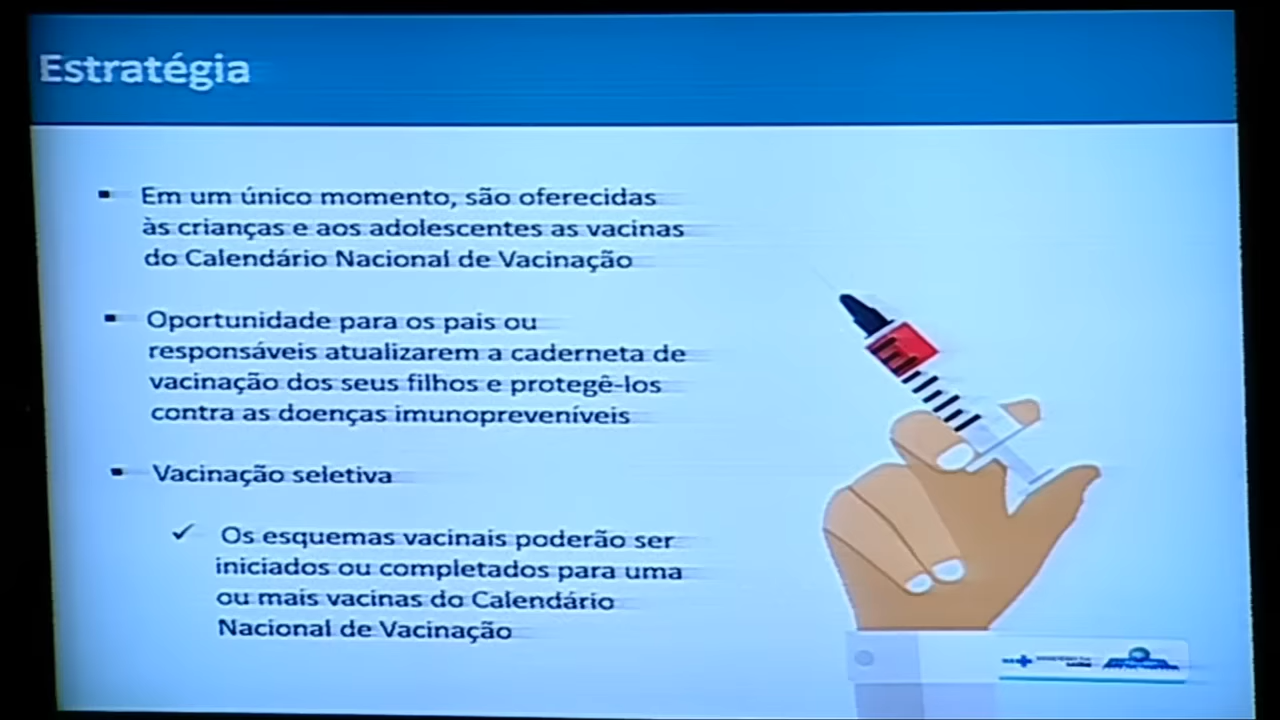 Estratégia
▪ Em um único momento, são oferecidas
às crianças e aos adolescentes as vacinas
do Calendário Nacional de Vacinação
▪ Oportunidade para os pais ou
responsáveis atualizarem a caderneta de
vacinação dos seus filhos e protegê-los
contra as doenças imunopreveníveis
▪ Vacinação seletiva
✓ Os esquemas vacinais poderão ser
iniciados ou completados para uma
ou mais vacinas do Calendário
Nacional de Vacinação